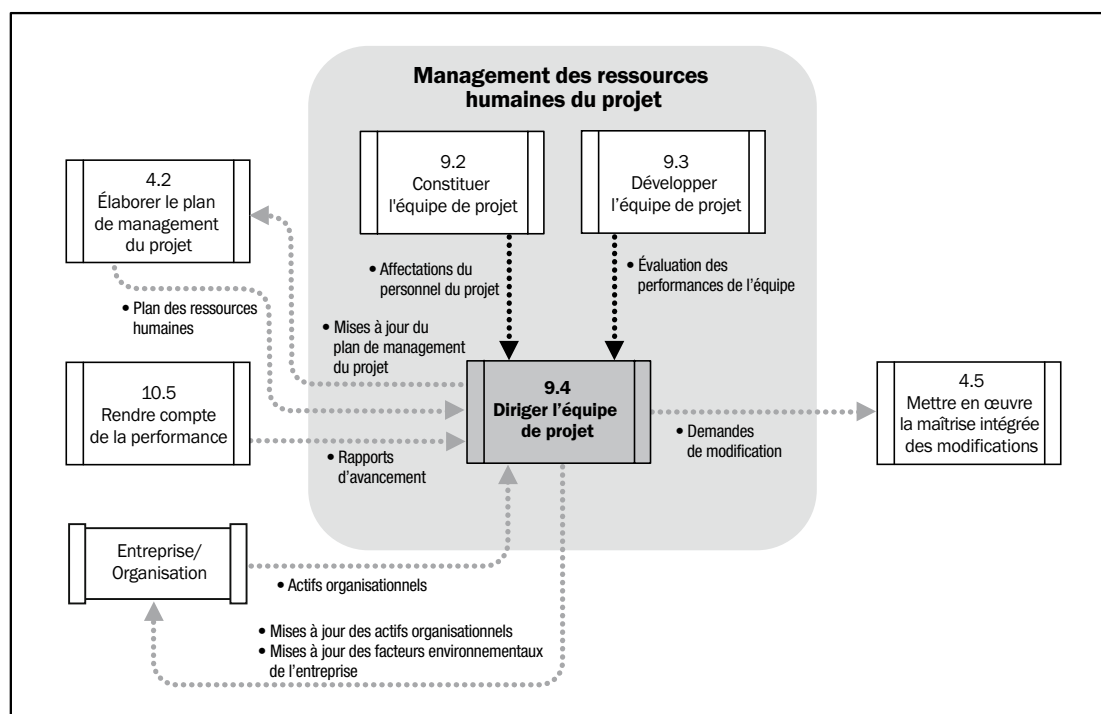 Management des ressources
humaines du projet
9.2
Constituer
l'équipe de projet
9.3
Développer
l’équipe de projet
4.2
Élaborer le plan
de management
du projet
• Affectations du
personnel du projet
• Évaluation des
performances de l’équipe
• Plan des ressources
humaines
• Mises à jour du
plan de management
du projet
10.5
Rendre compte
de la performance
9.4
Diriger l’équipe
de projet
4.5
Mettre en œuvre
la maîtrise intégrée
des modifications
• Demandes
de modification
• Rapports
d’avancement
Entreprise/
Organisation
• Actifs organisationnels
• Mises à jour des actifs organisationnels
• Mises à jour des facteurs environnementaux
de l’entreprise